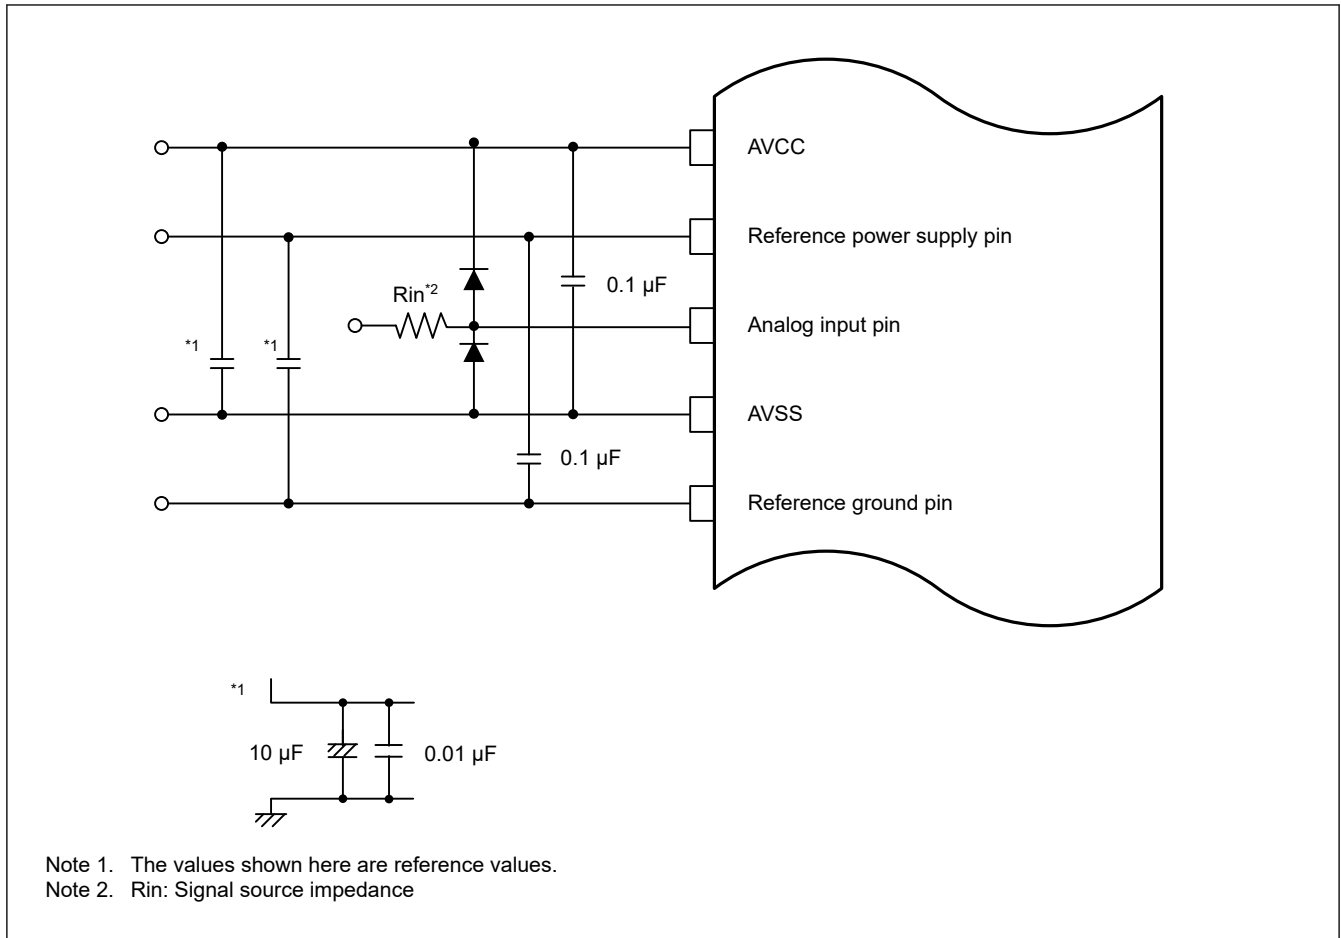 AVCC
Reference power supply pin
0.1 µF
Rin*2
Analog input pin
*1
*1
AVSS
0.1 µF
Reference ground pin
*1
10 µF
0.01 µF
Note 1. The values shown here are reference values.
Note 2. Rin: Signal source impedance